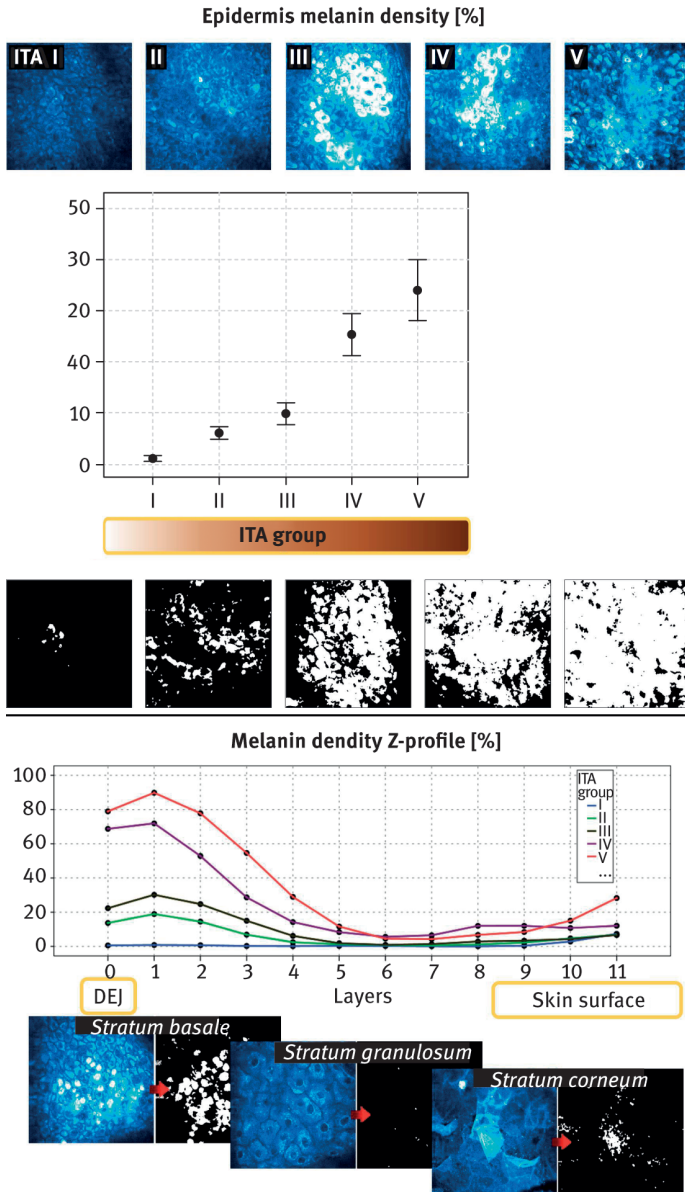 Epidermis melanin density [%]
ITA I II III IV V
50
30
20
40
10
0
I II III IV V
ITA group
Melanin dendity Z-profile [%]
100
80
60
40
20
0
ITA
group
I
II
III
IV
V
...
0 1 2 3 4 5 6 7 8 9 10 11
DEJ Layers Skin surface
Stratum basale
Stratum granulosum
Stratum corneum